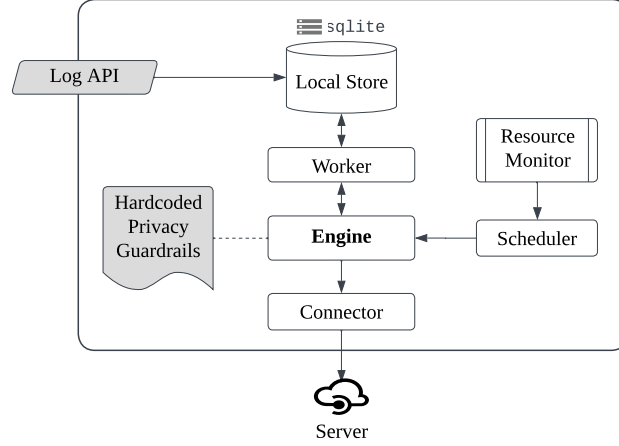 sqlite
Log API
Local Store
Resource
Monitor
Worker
Hardcoded
Privacy
Guardrails
Engine
Scheduler
Connector
Server